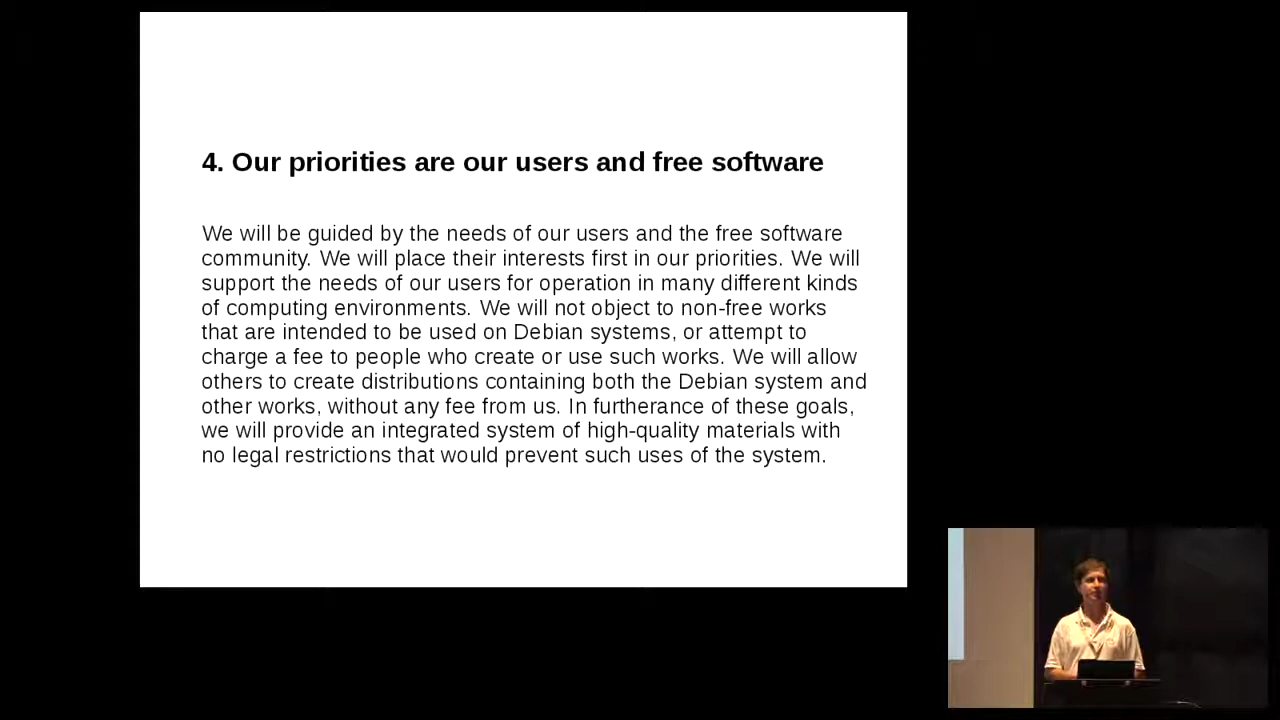 4. Our priorities are our users and free software
We will be guided by the needs of our users and the free software
community. We will place their interests first in our priorities. We will
support the needs of our users for operation in many different kinds
of computing environments. We will not object to non-free works
that are intended to be used on Debian systems, or attempt to
charge a fee to people who create or use such works. We will allow
others to create distributions containing both the Debian system and
other works, without any fee from us. In furtherance of these goals,
we will provide an integrated system of high-quality materials with
no legal restrictions that would prevent such uses of the system.